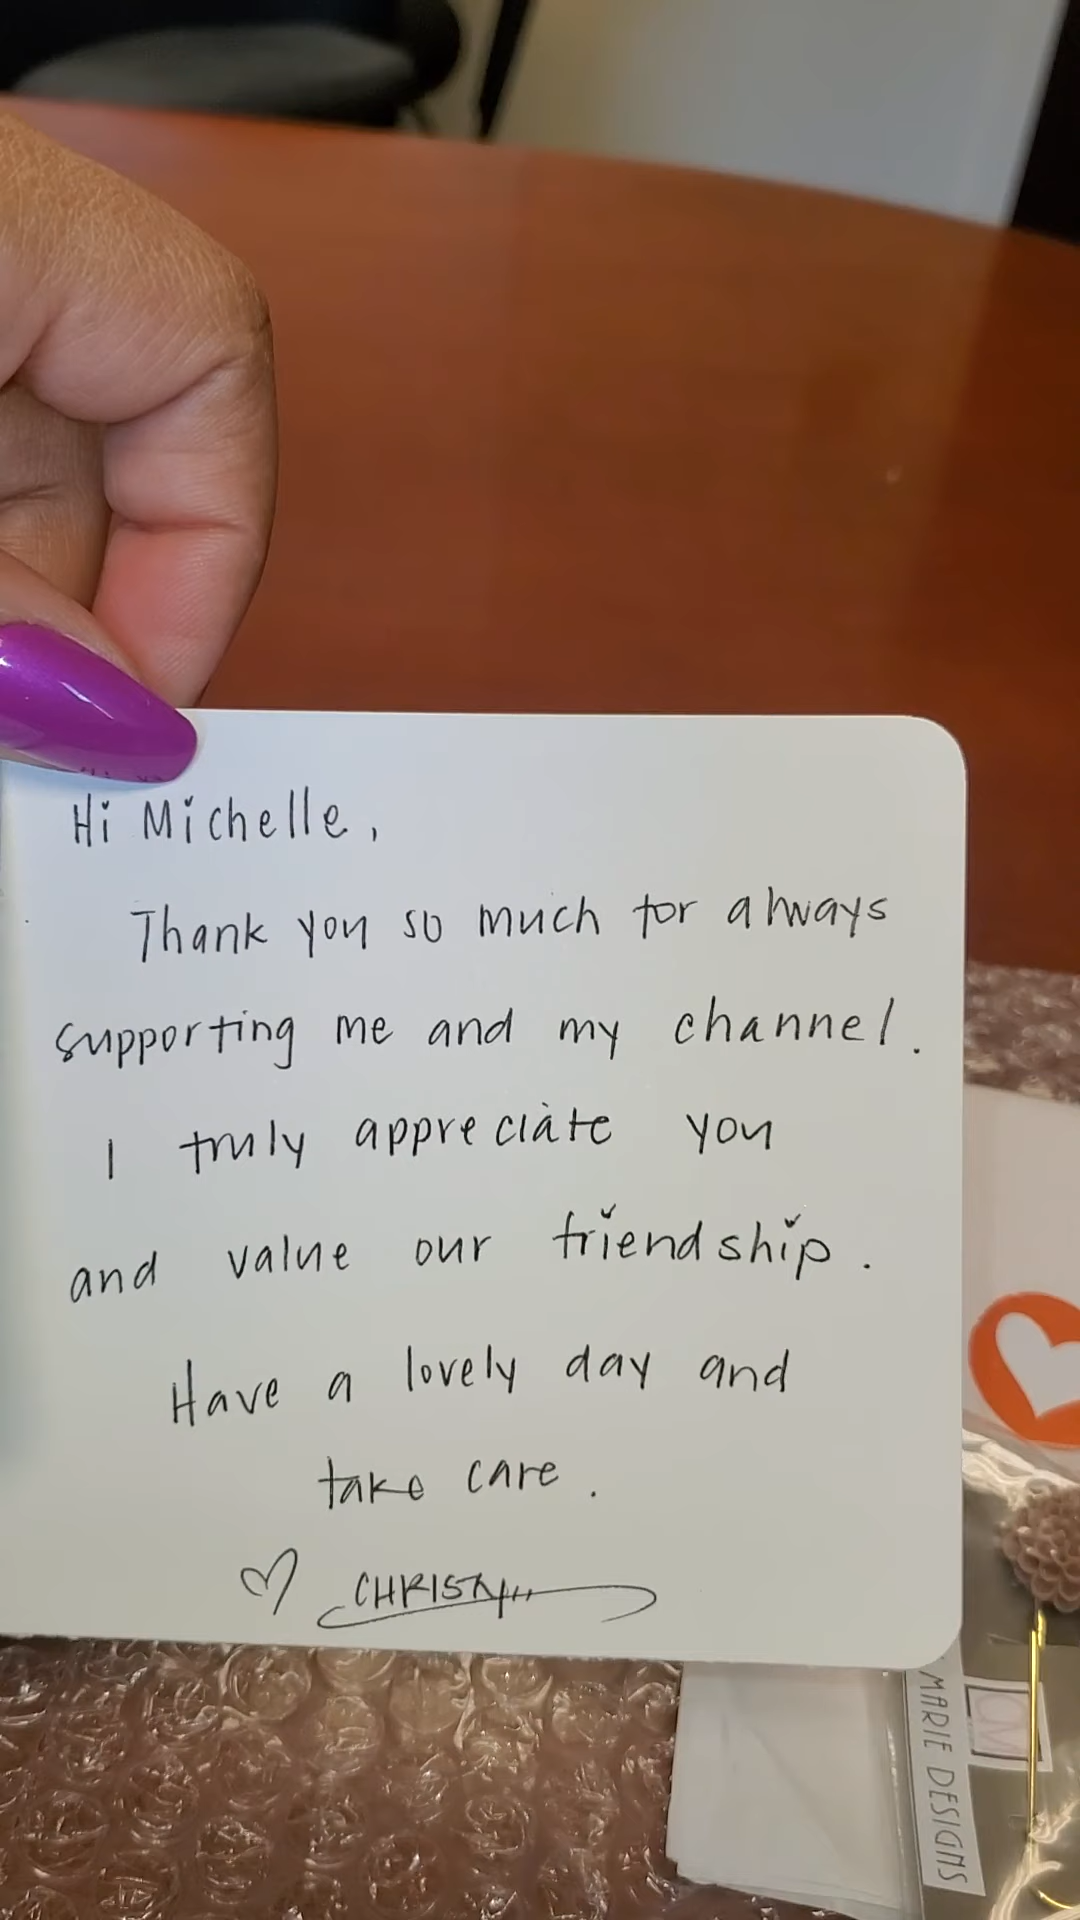 Hi Michelle,
Thank you so much for always
supporting me and my channel.
I truly appreciate you
and value our friendship.
Have a lovely day and
take care.
♡ CHRISTY
MARIE DESIGNS